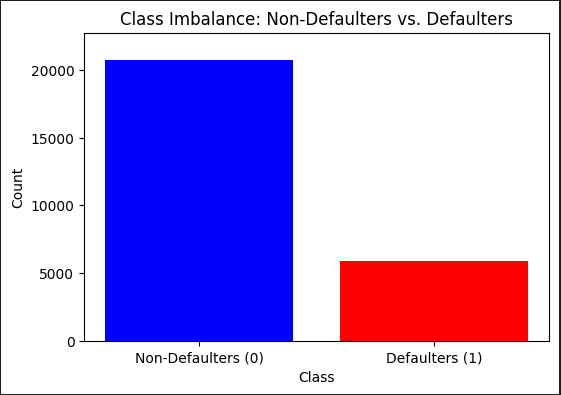 Class Imbalance: Non-Defaulters vs. Defaulters
20000
15000
10000
5000
0
Count
Non-Defaulters (0)
Defaulters (1)
Class